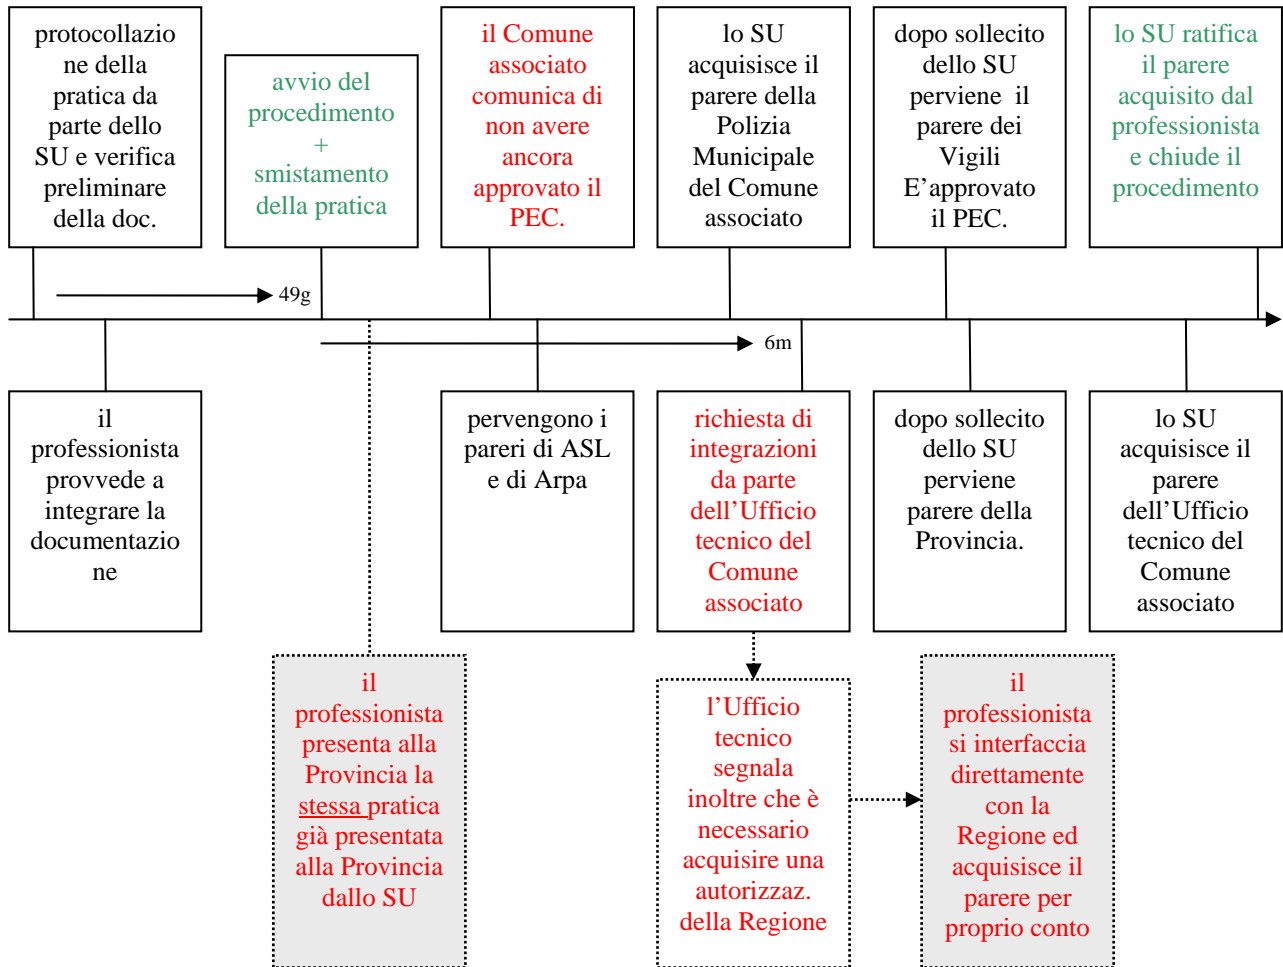 protocollazio
ne della
pratica da
parte dello
SU e verifica
preliminare
della doc.
avvio del
procedimento
+
smistamento
della pratica
il Comune
associato
comunica di
non avere
ancora
approvato il
PEC.
lo SU
acquisisce il
parere della
Polizia
Municipale
del Comune
associato
dopo sollecito
dello SU
perviene il
parere dei
Vigili
E’approvato
il PEC.
lo SU ratifica
il parere
acquisito dal
professionista
e chiude il
procedimento
49g
6m
il
professionista
provvede a
integrare la
documentazio
ne
pervengono i
pareri di ASL
e di Arpa
richiesta di
integrazioni
da parte
dell’Ufficio
tecnico del
Comune
associato
dopo sollecito
dello SU
perviene
parere della
Provincia.
lo SU
acquisisce il
parere
dell’Ufficio
tecnico del
Comune
associato
il
professionista
presenta alla
Provincia la
stessa pratica
già presentata
alla Provincia
dallo SU
l’Ufficio
tecnico
segnala
inoltre che è
necessario
acquisire una
autorizzaz.
della Regione
il
professionista
si interfaccia
direttamente
con la
Regione ed
acquisisce il
parere per
proprio conto